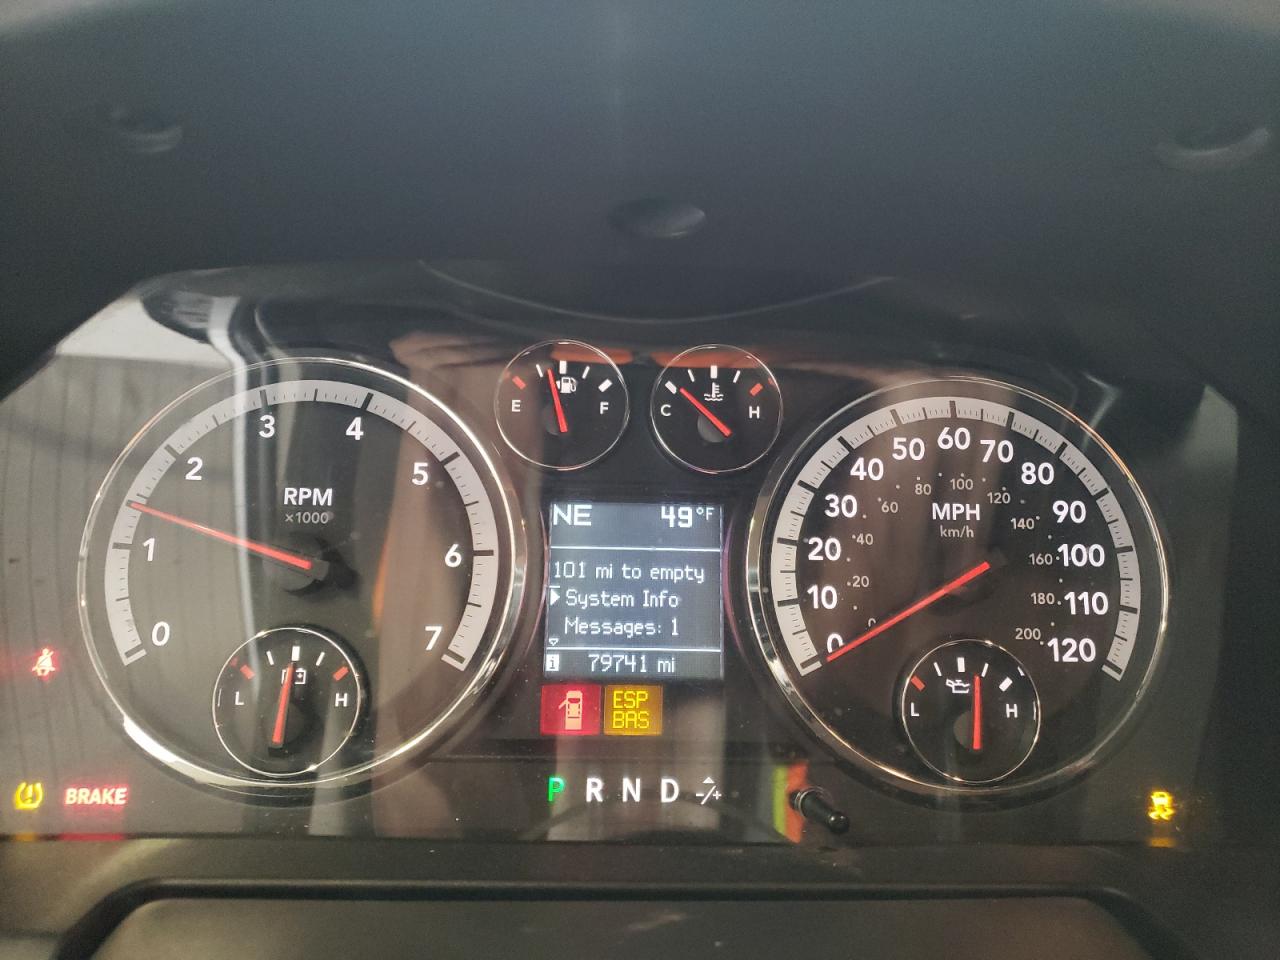 0
1
2
3
4
5
6
7
RPM
×1000
L
H
E
F
C
H
NE 49°F
101 mi to empty
System Info
Messages: 1
79741 mi
ESP
BAS
P R N D -/+
0
10
20
30
40
50
60
70
80
90
100
110
120
MPH
km/h
0
20
40
60
80
100
120
140
160
180
200
L
H
BRAKE